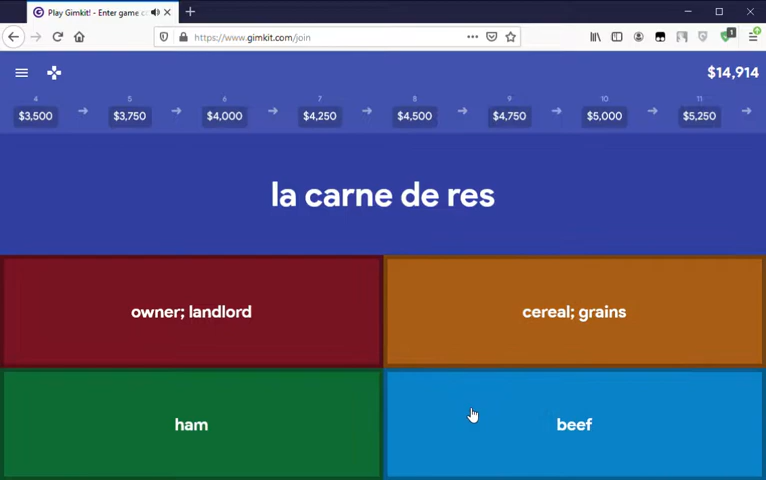 Play Gimkit! - Enter game c
https://www.gimkit.com/join
1
$14,914
4 5 6 7 8 9 10 11
$3,500 $3,750 $4,000 $4,250 $4,500 $4,750 $5,000 $5,250
la carne de res
owner; landlord
cereal; grains
ham
beef